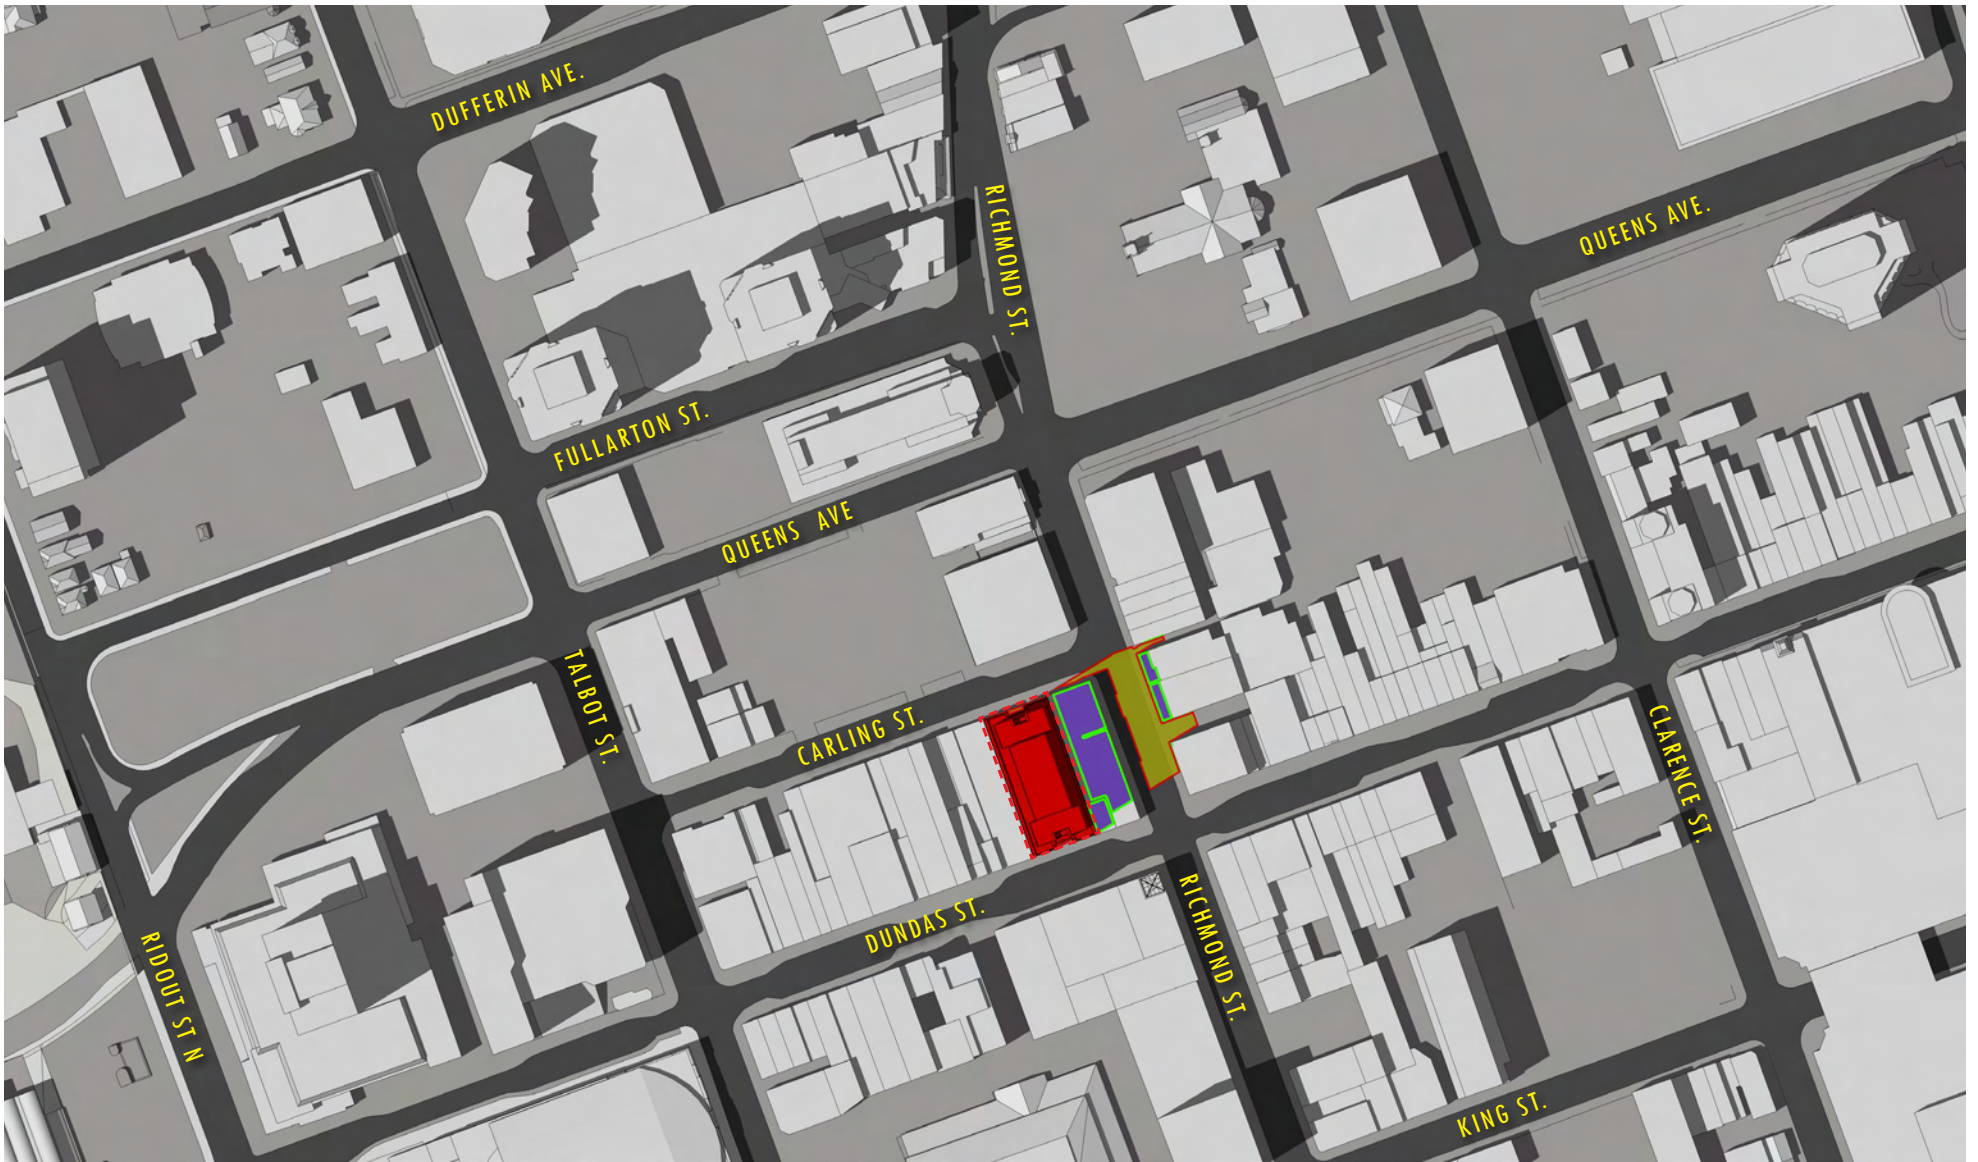 DUFFERIN AVE.
RICHMOND ST.
QUEENS AVE.
FULLARTON ST.
QUEENS AVE
TALBOT ST.
CARLING ST.
CLARENCE ST.
DUNDAS ST.
RICHMOND ST.
RIDOUT ST N
KING ST.